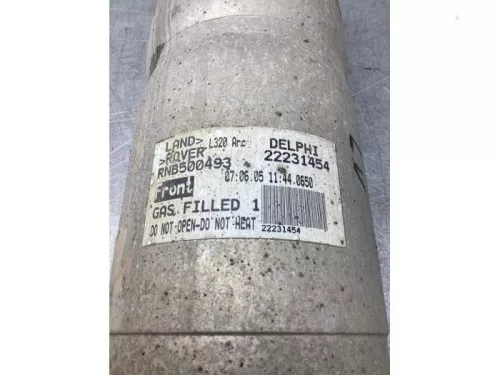 LAND>
>ROVER
L320 Arc
DELPHI
RNB500493
22231454
Front
07.06.05 11:44.0650
GAS FILLED 1
DO NOT OPEN-DO NOT HEAT
22231454